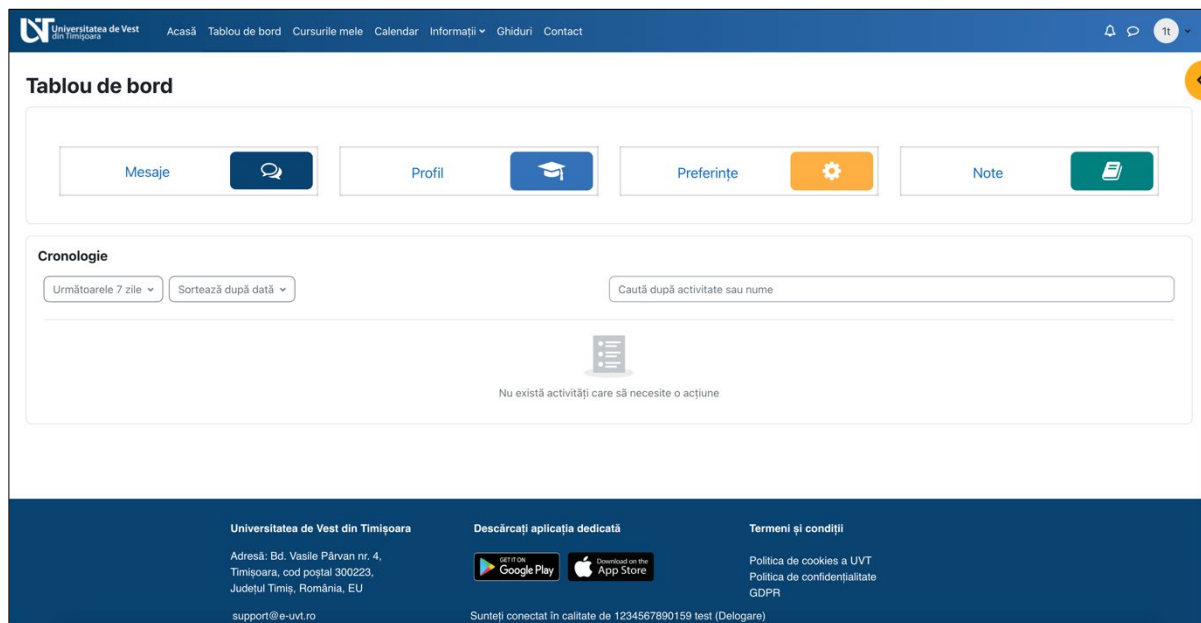 Universitatea de Vest
din Timișoara
Acasă Tablou de bord Cursurile mele Calendar Informații Ghiduri Contact
1t
Tablou de bord
Mesaje
Profil
Preferințe
Note
Cronologie
Următoarele 7 zile
Sortează după dată
Caută după activitate sau nume
Nu există activități care să necesite o acțiune
Universitatea de Vest din Timișoara
Adresă: Bd. Vasile Pârvan nr. 4,
Timișoara, cod poștal 300223,
Județul Timiș, România, EU
support@e-uvt.ro
Descărcați aplicația dedicată
GET IT ON
Google Play
Download on the
App Store
Sunteți conectat în calitate de 1234567890159 test (Delogare)
Termeni și condiții
Politica de cookies a UVT
Politica de confidențialitate
GDPR